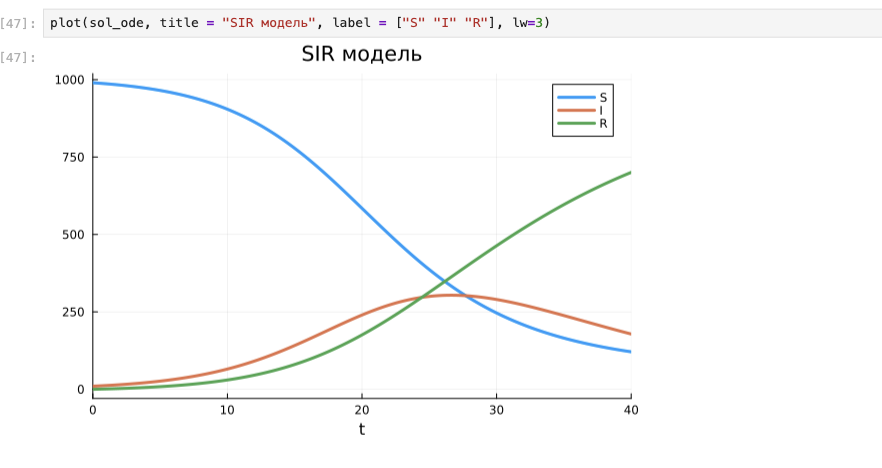 [47]: plot(sol_ode, title = "SIR модель", label = ["S" "I" "R"], lw=3)
[47]:
SIR модель
1000
750
500
250
0
S
I
R
0 10 20 30 40
t